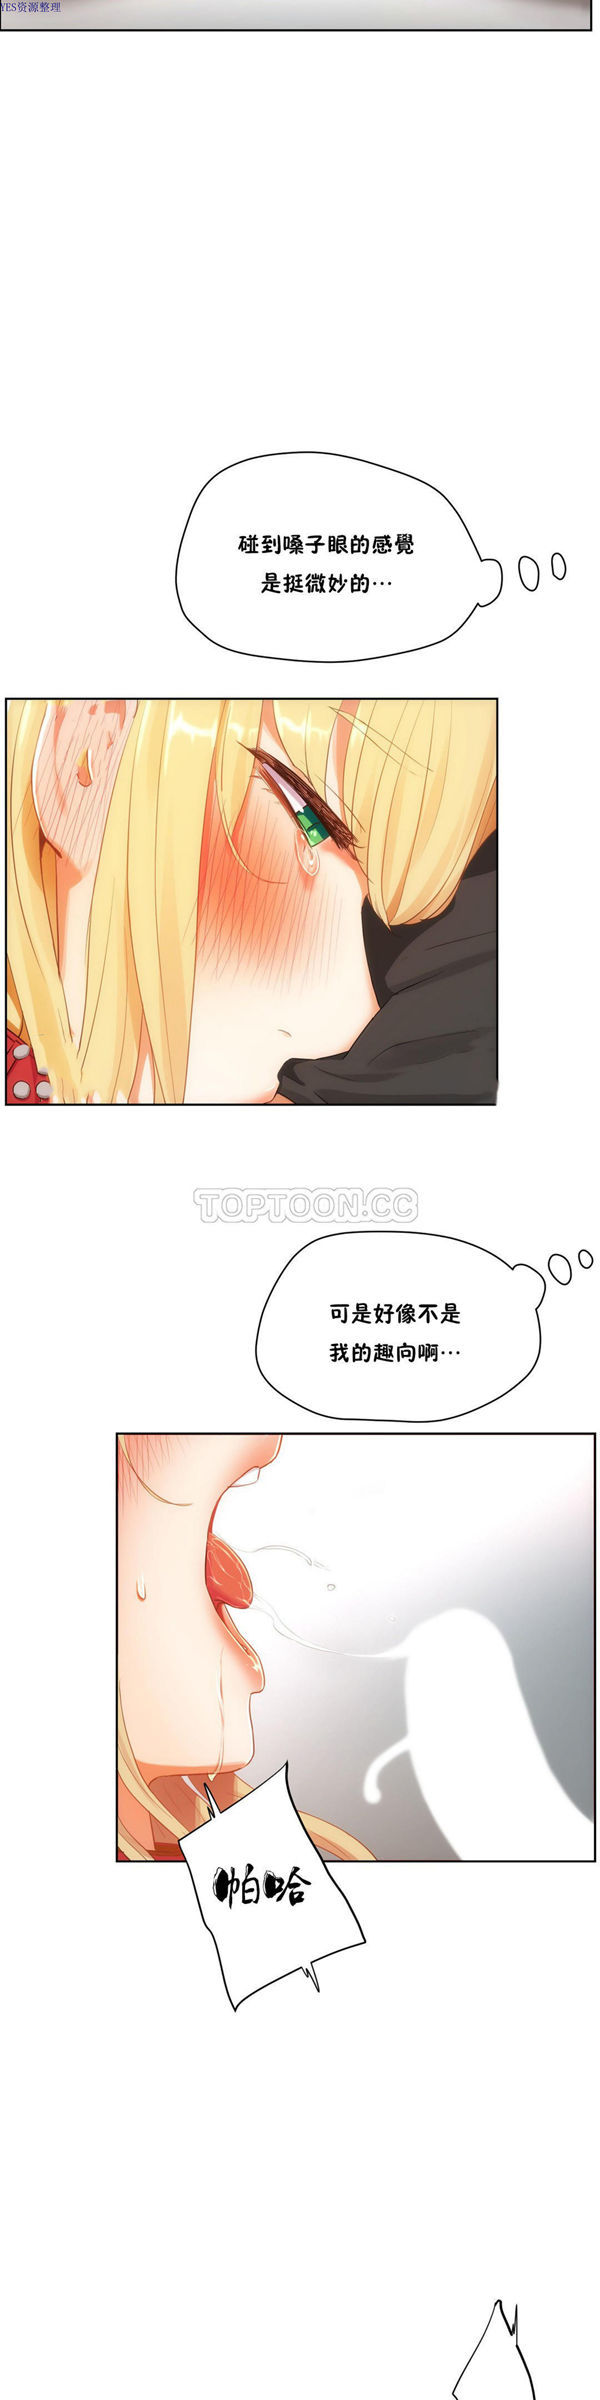 YES资源整理
碰到嗓子眼的感覺
是挺微妙的…
TOPTOON.CC
可是好像不是
我的趣向啊…
帕哈